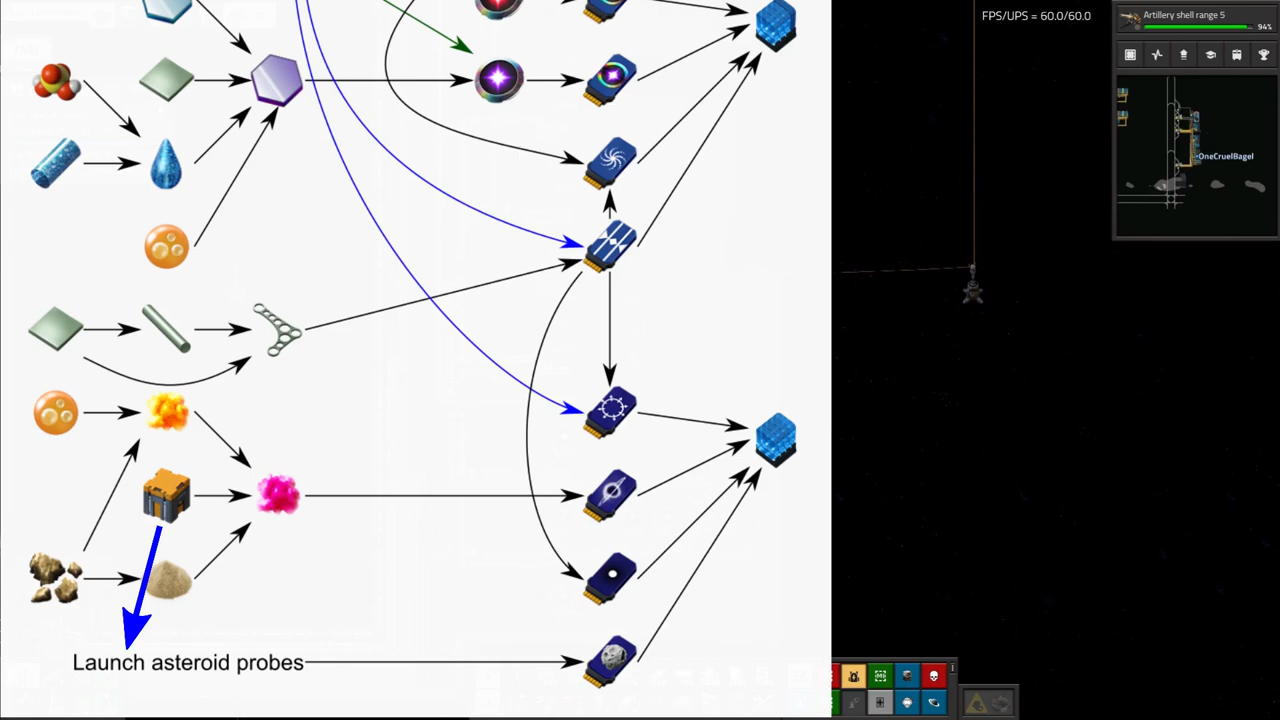 FPS/UPS = 60.0/60.0
Artillery shell range 5
94%
OneCruelBagel
Launch asteroid probes